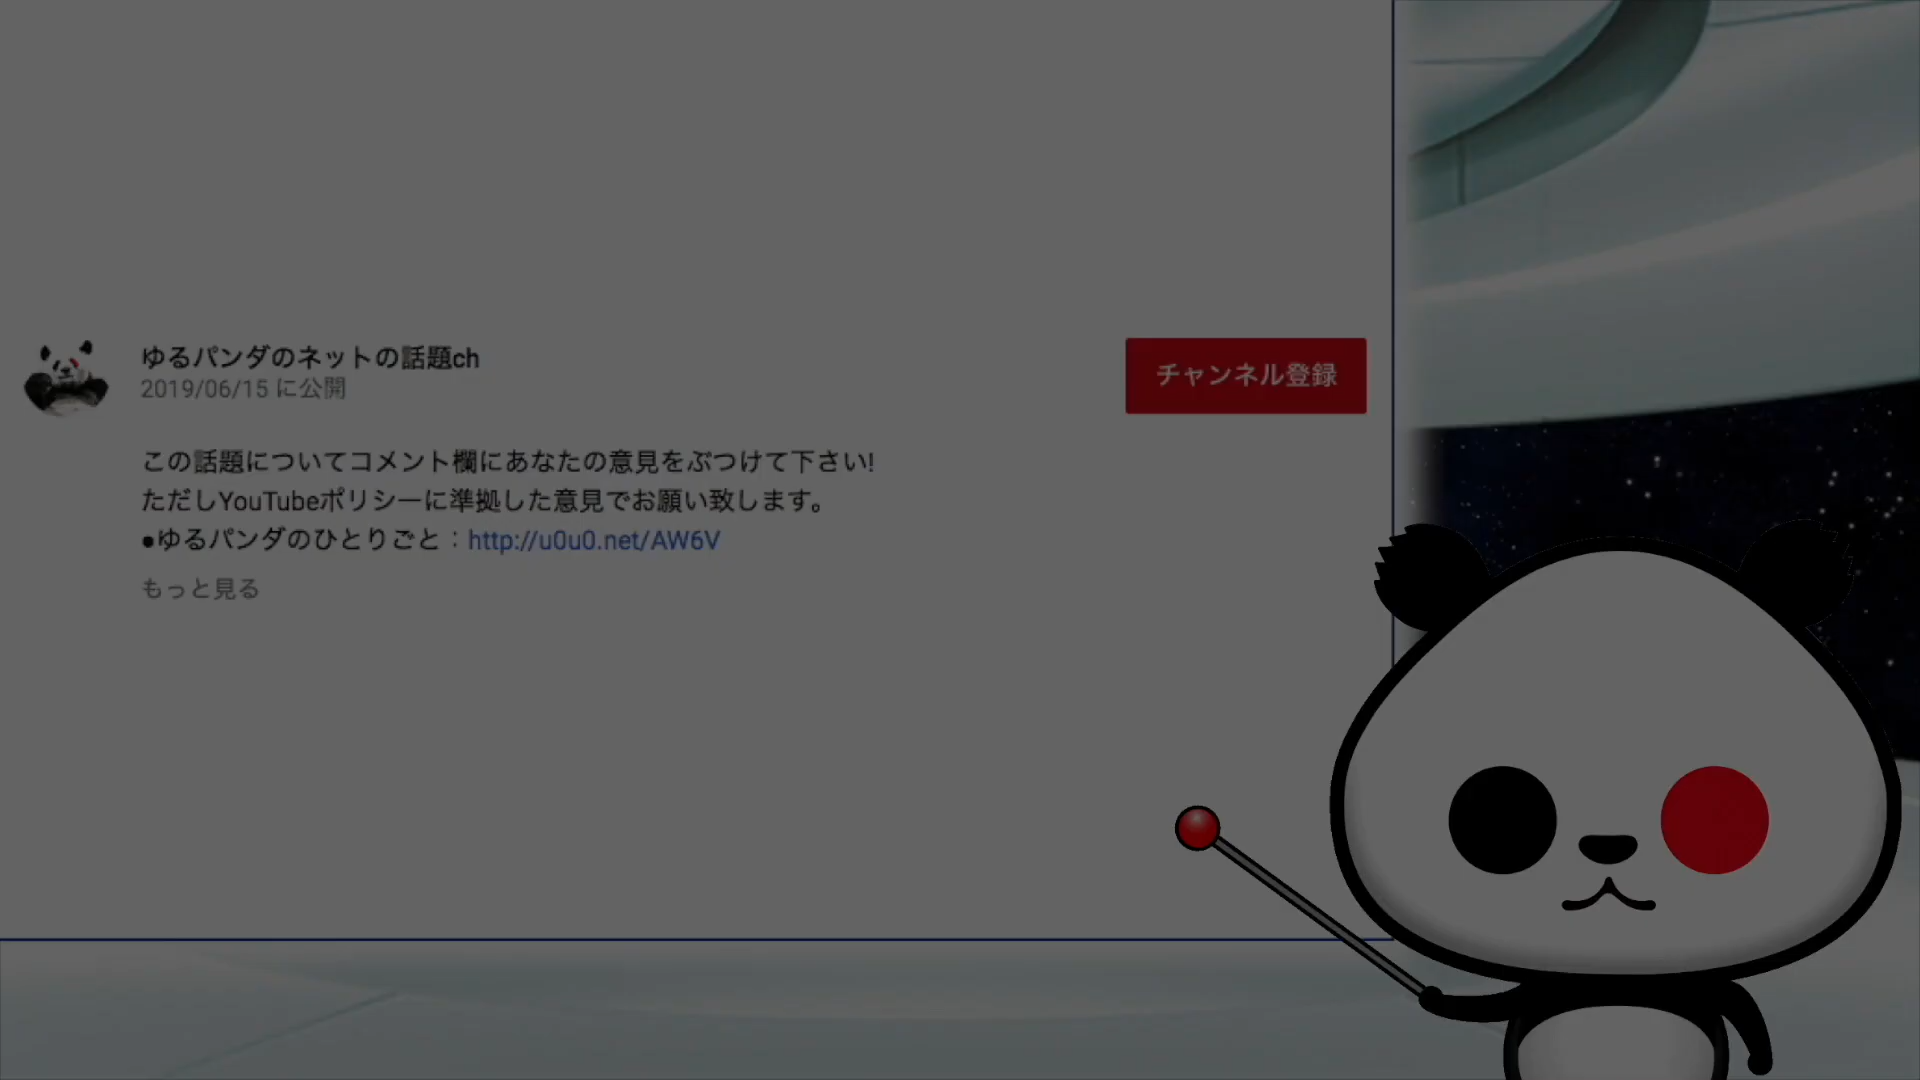 ゆるパンダのネットの話題ch
2019/06/15 に公開
チャンネル登録
この話題についてコメント欄にあなたの意見をぶつけて下さい!
ただしYouTubeポリシーに準拠した意見でお願い致します。
●ゆるパンダのひとりごと：http://u0u0.net/AW6V
もっと見る